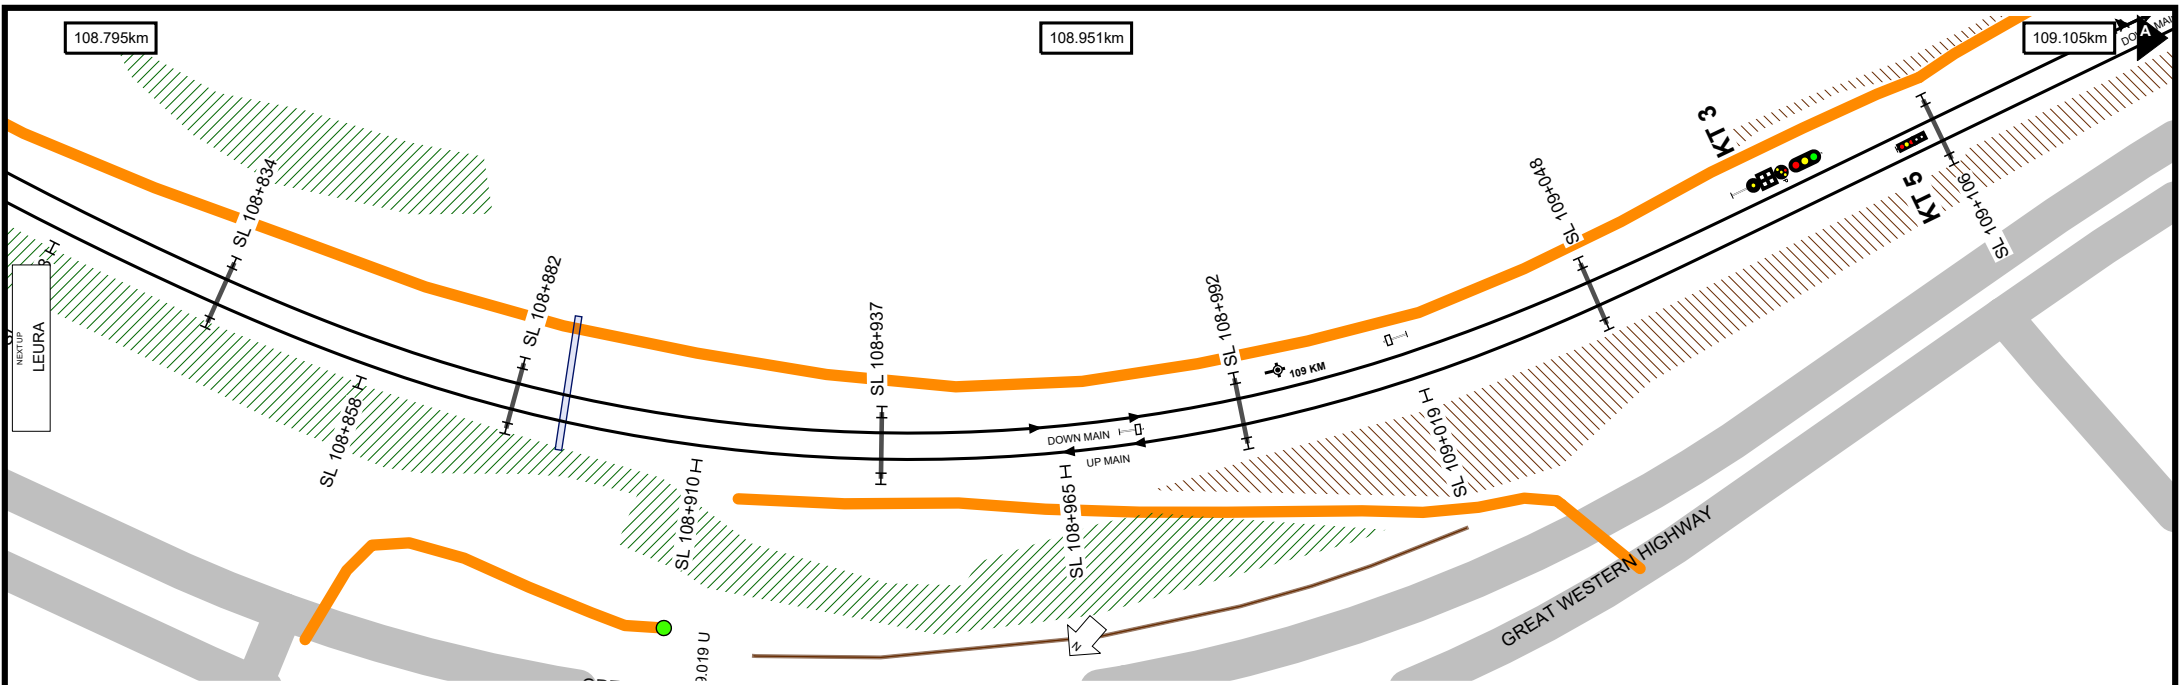 108.795km
108.951km
109.105km
A
KT 3
KT 5
SL 108+834
SL 108+882
SL 108+937
SL 108+992
SL 109+048
SL 109+106
109 KM
NEXT UP
LEURA
DOWN MAIN
UP MAIN
SL 108+858
SL 108+910
SL 108+965
SL 109+019
GREAT WESTERN HIGHWAY
N
9.019 U